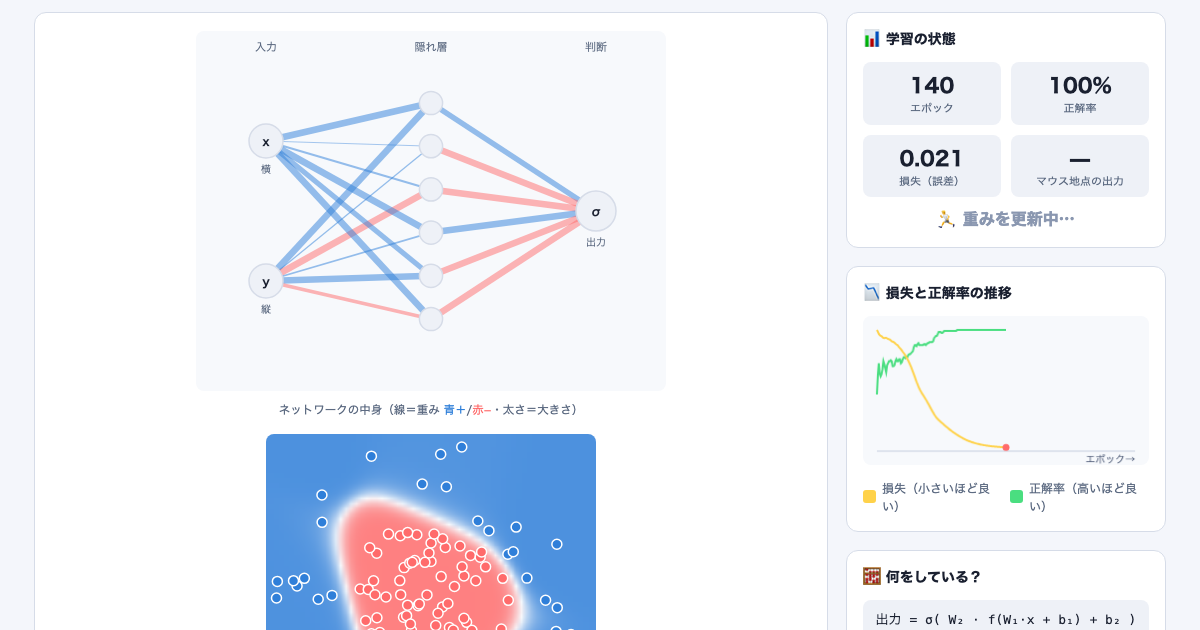 入力
隠れ層
判断
x
横
y
縦
σ
出力
ネットワークの中身（線＝重み 青＋/赤−・太さ＝大きさ）
📊 学習の状態
140
エポック
100%
正解率
0.021
損失（誤差）
—
マウス地点の出力
🏃 重みを更新中…
📉 損失と正解率の推移
エポック→
損失（小さいほど良
い）
正解率（高いほど良
い）
🧮 何をしている？
出力 = σ( W₂ · f(W₁·x + b₁) + b₂ )